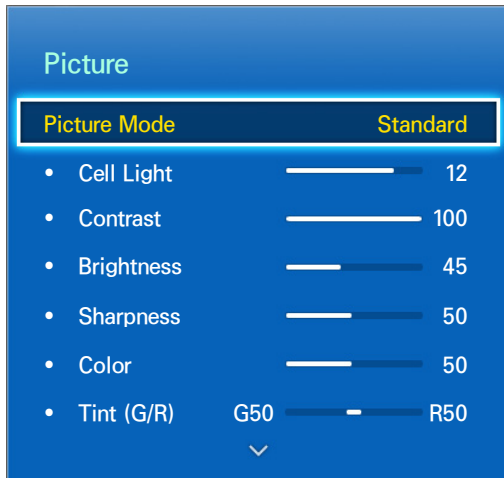 Picture
Picture Mode Standard
• Cell Light 12
• Contrast 100
• Brightness 45
• Sharpness 50
• Color 50
• Tint (G/R) G50 R50